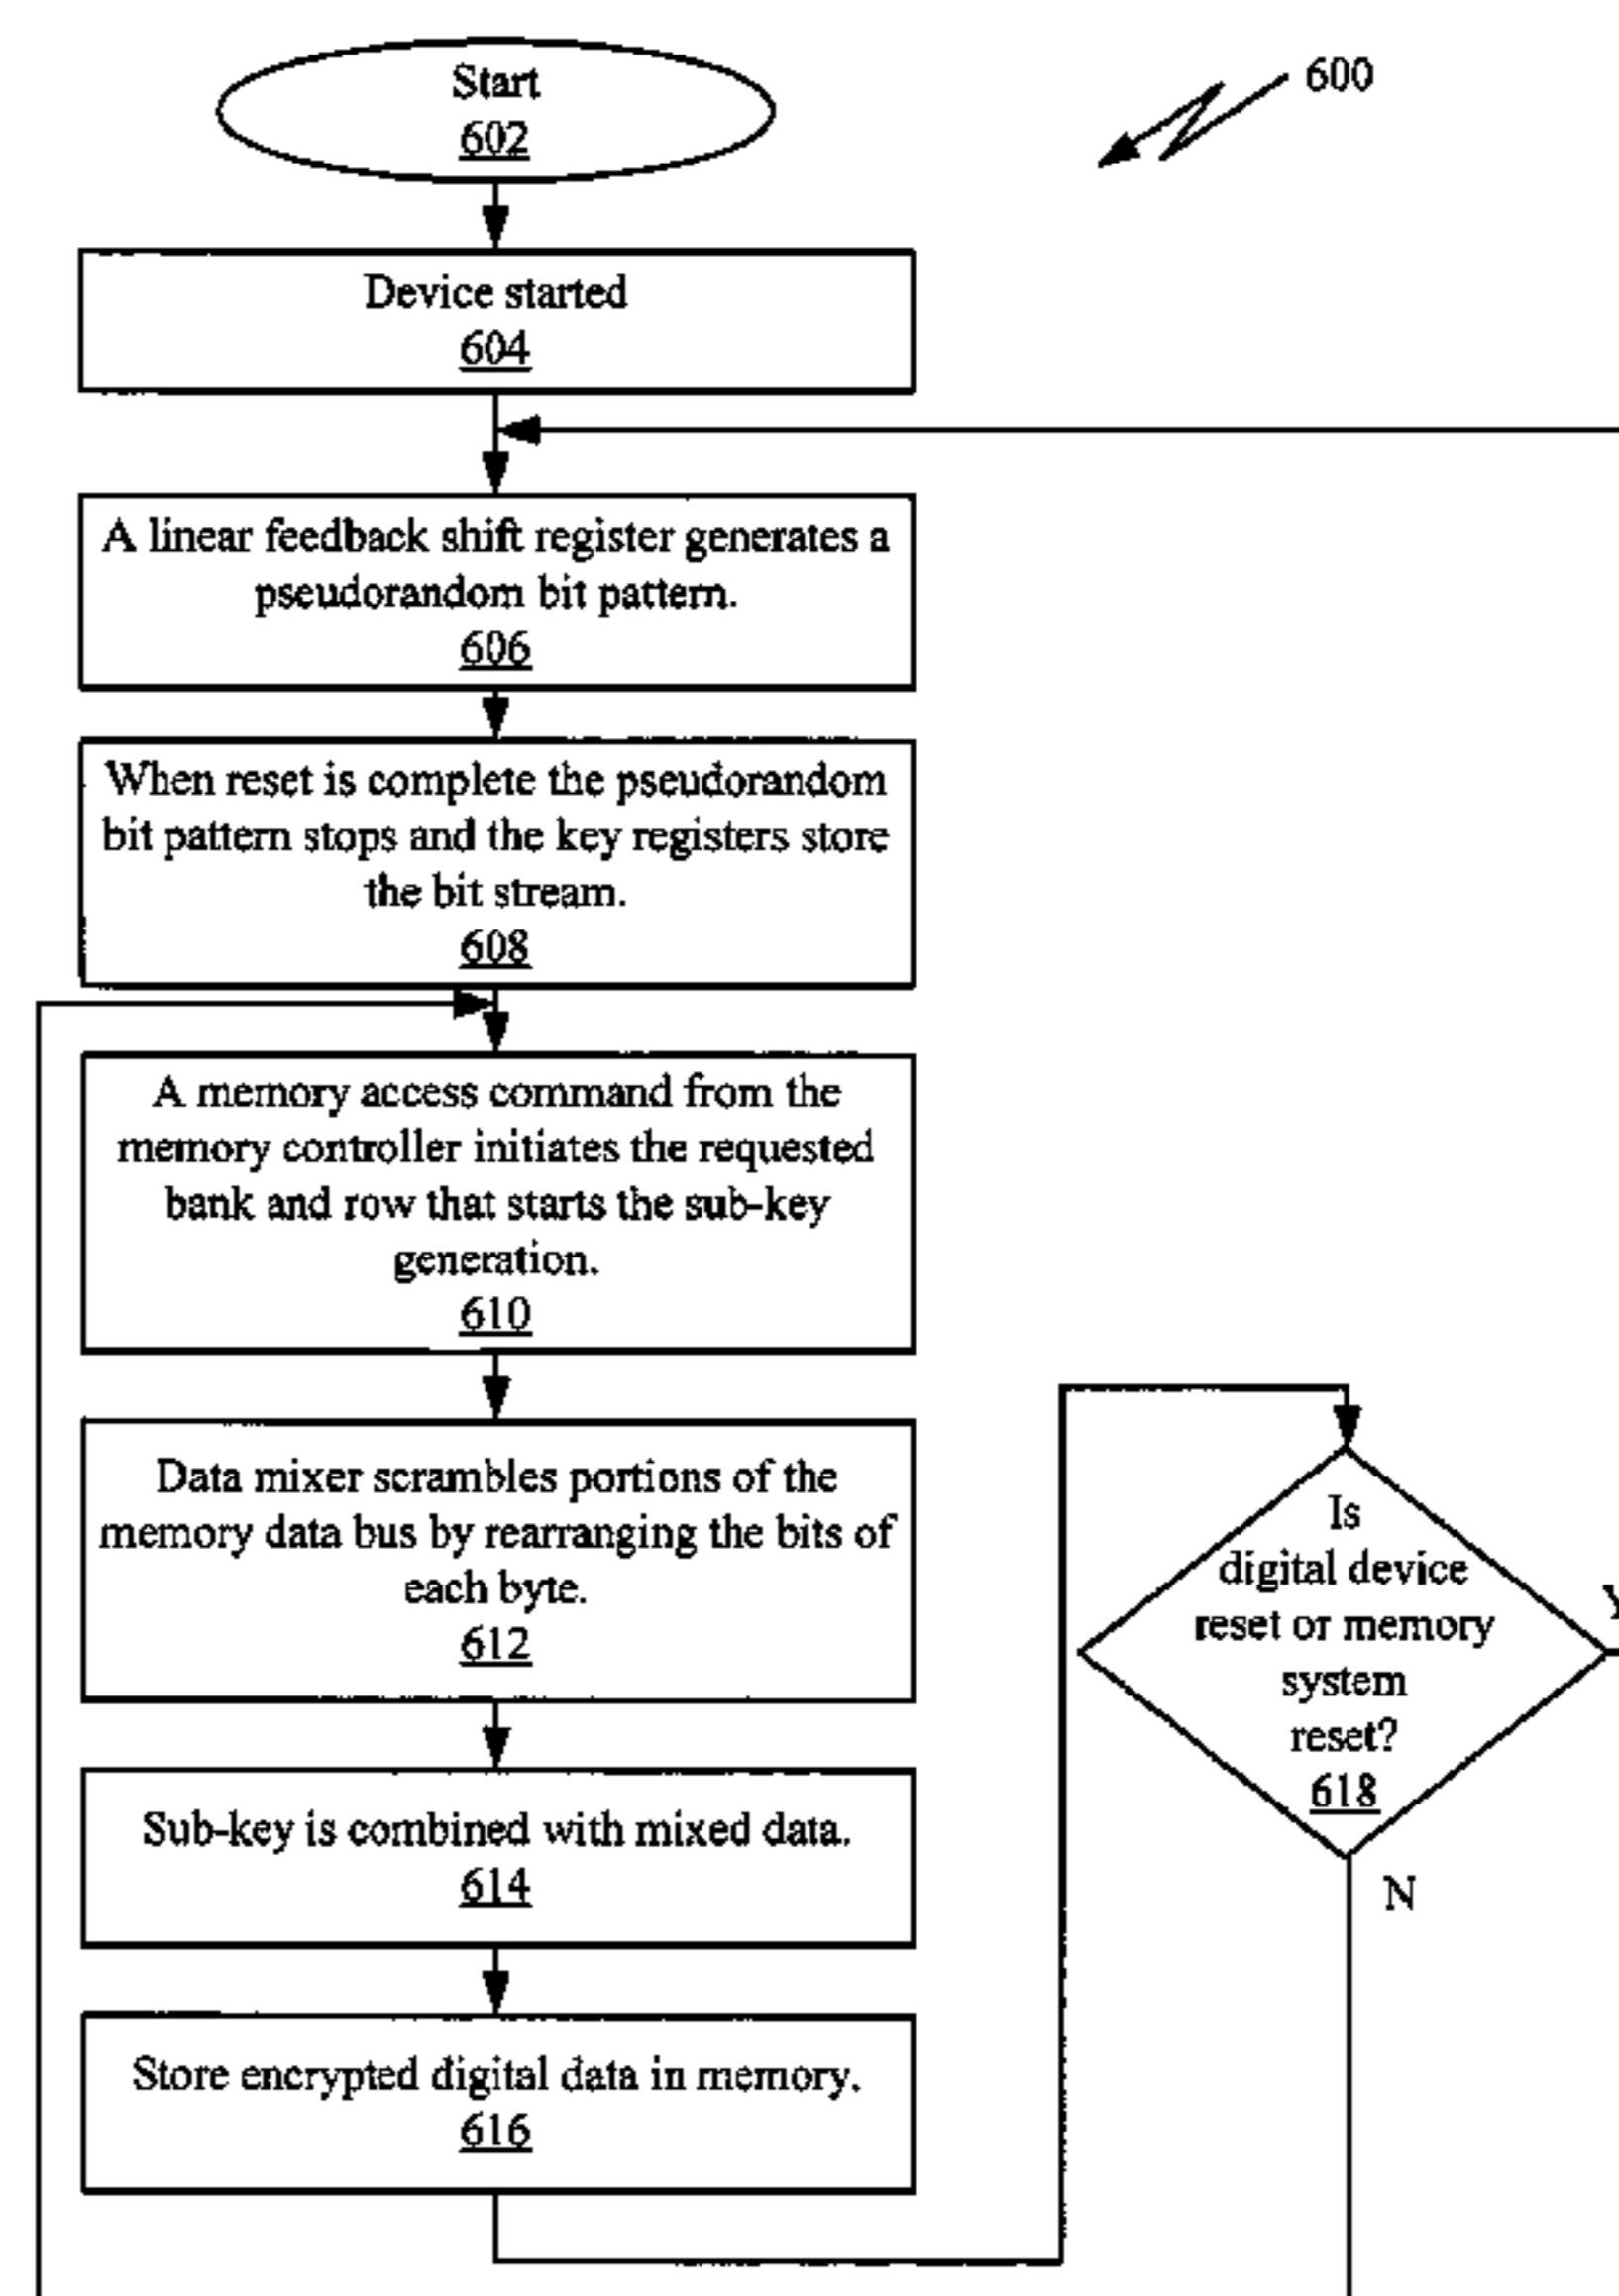 Start
602
600
Device started
604
A linear feedback shift register generates a
pseudorandom bit pattern.
606
When reset is complete the pseudorandom
bit pattern stops and the key registers store
the bit stream.
608
A memory access command from the
memory controller initiates the requested
bank and row that starts the sub-key
generation.
610
Data mixer scrambles portions of the
memory data bus by rearranging the bits of
each byte.
612
Sub-key is combined with mixed data.
614
Store encrypted digital data in memory.
616
Is
digital device
reset or memory
system
reset?
618
Y
N